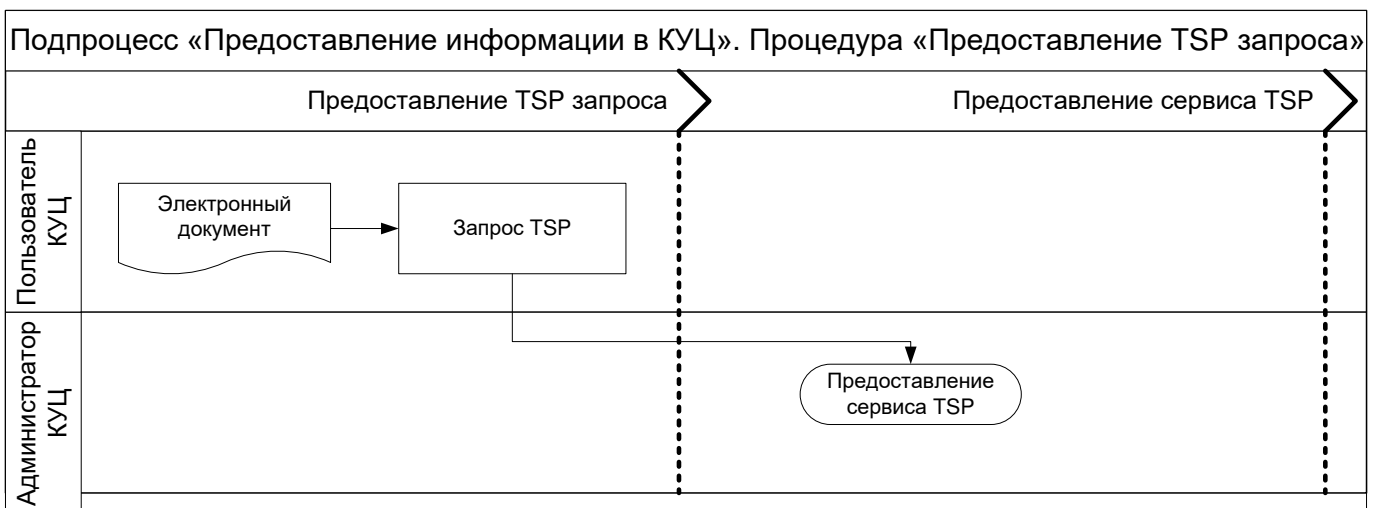 Подпроцесс «Предоставление информации в КУЦ». Процедура «Предоставление TSP запроса»
Предоставление TSP запроса
Предоставление сервиса TSP
Пользователь
КУЦ
Электронный
документ
Запрос TSP
Администратор
КУЦ
Предоставление
сервиса TSP